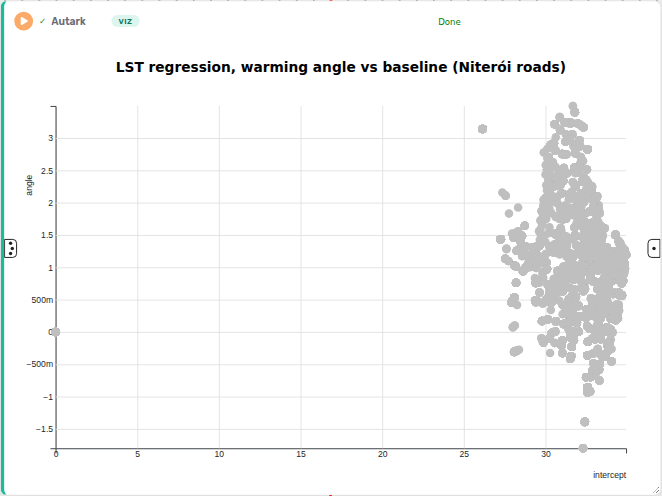 ✓ Autark VIZ Done
LST regression, warming angle vs baseline (Niterói roads)
angle
3
2.5
2
1.5
1
500m
0
−500m
−1
−1.5
0 5 10 15 20 25 30
intercept